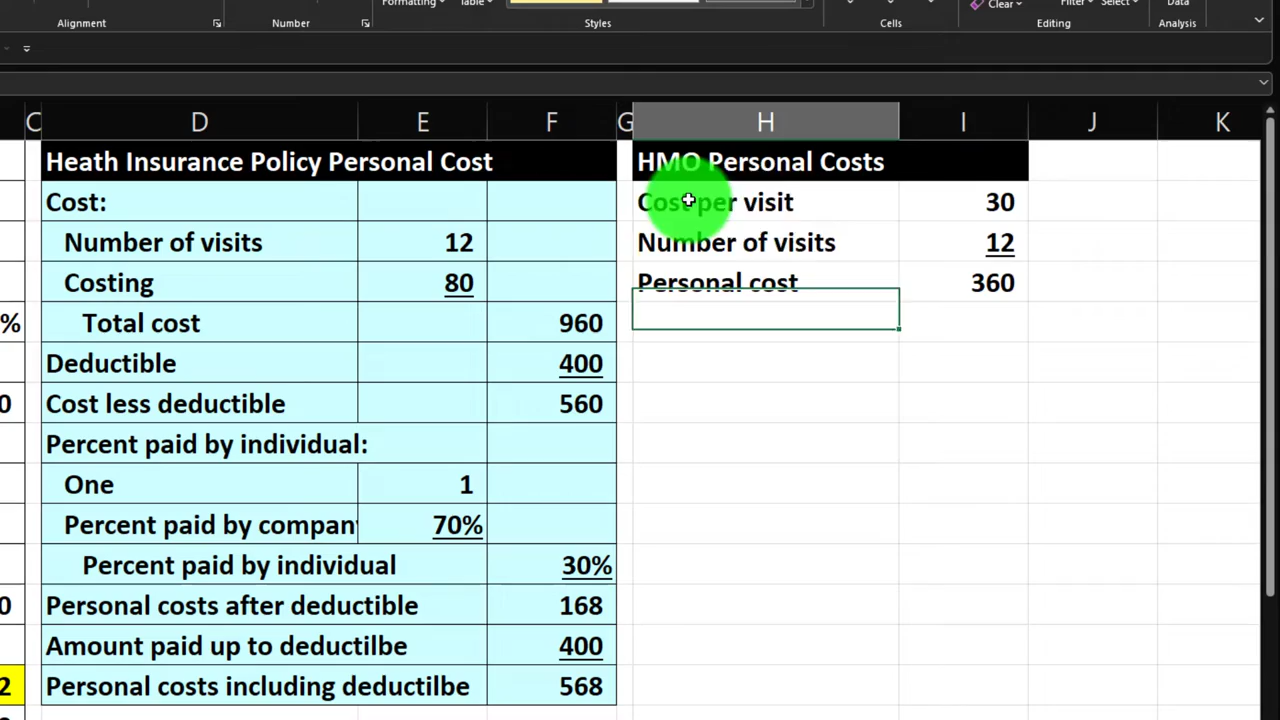 Formatting Table
Clear Filter Select Data
Alignment Number Styles Cells Editing Analysis
C D E F G H I J K
Heath Insurance Policy Personal Cost HMO Personal Costs
Cost: Cost per visit 30
Number of visits 12 Number of visits 12
Costing 80 Personal cost 360
% Total cost 960
Deductible 400
0 Cost less deductible 560
Percent paid by individual:
One 1
Percent paid by company 70%
Percent paid by individual 30%
0 Personal costs after deductible 168
Amount paid up to deductilbe 400
2 Personal costs including deductilbe 568